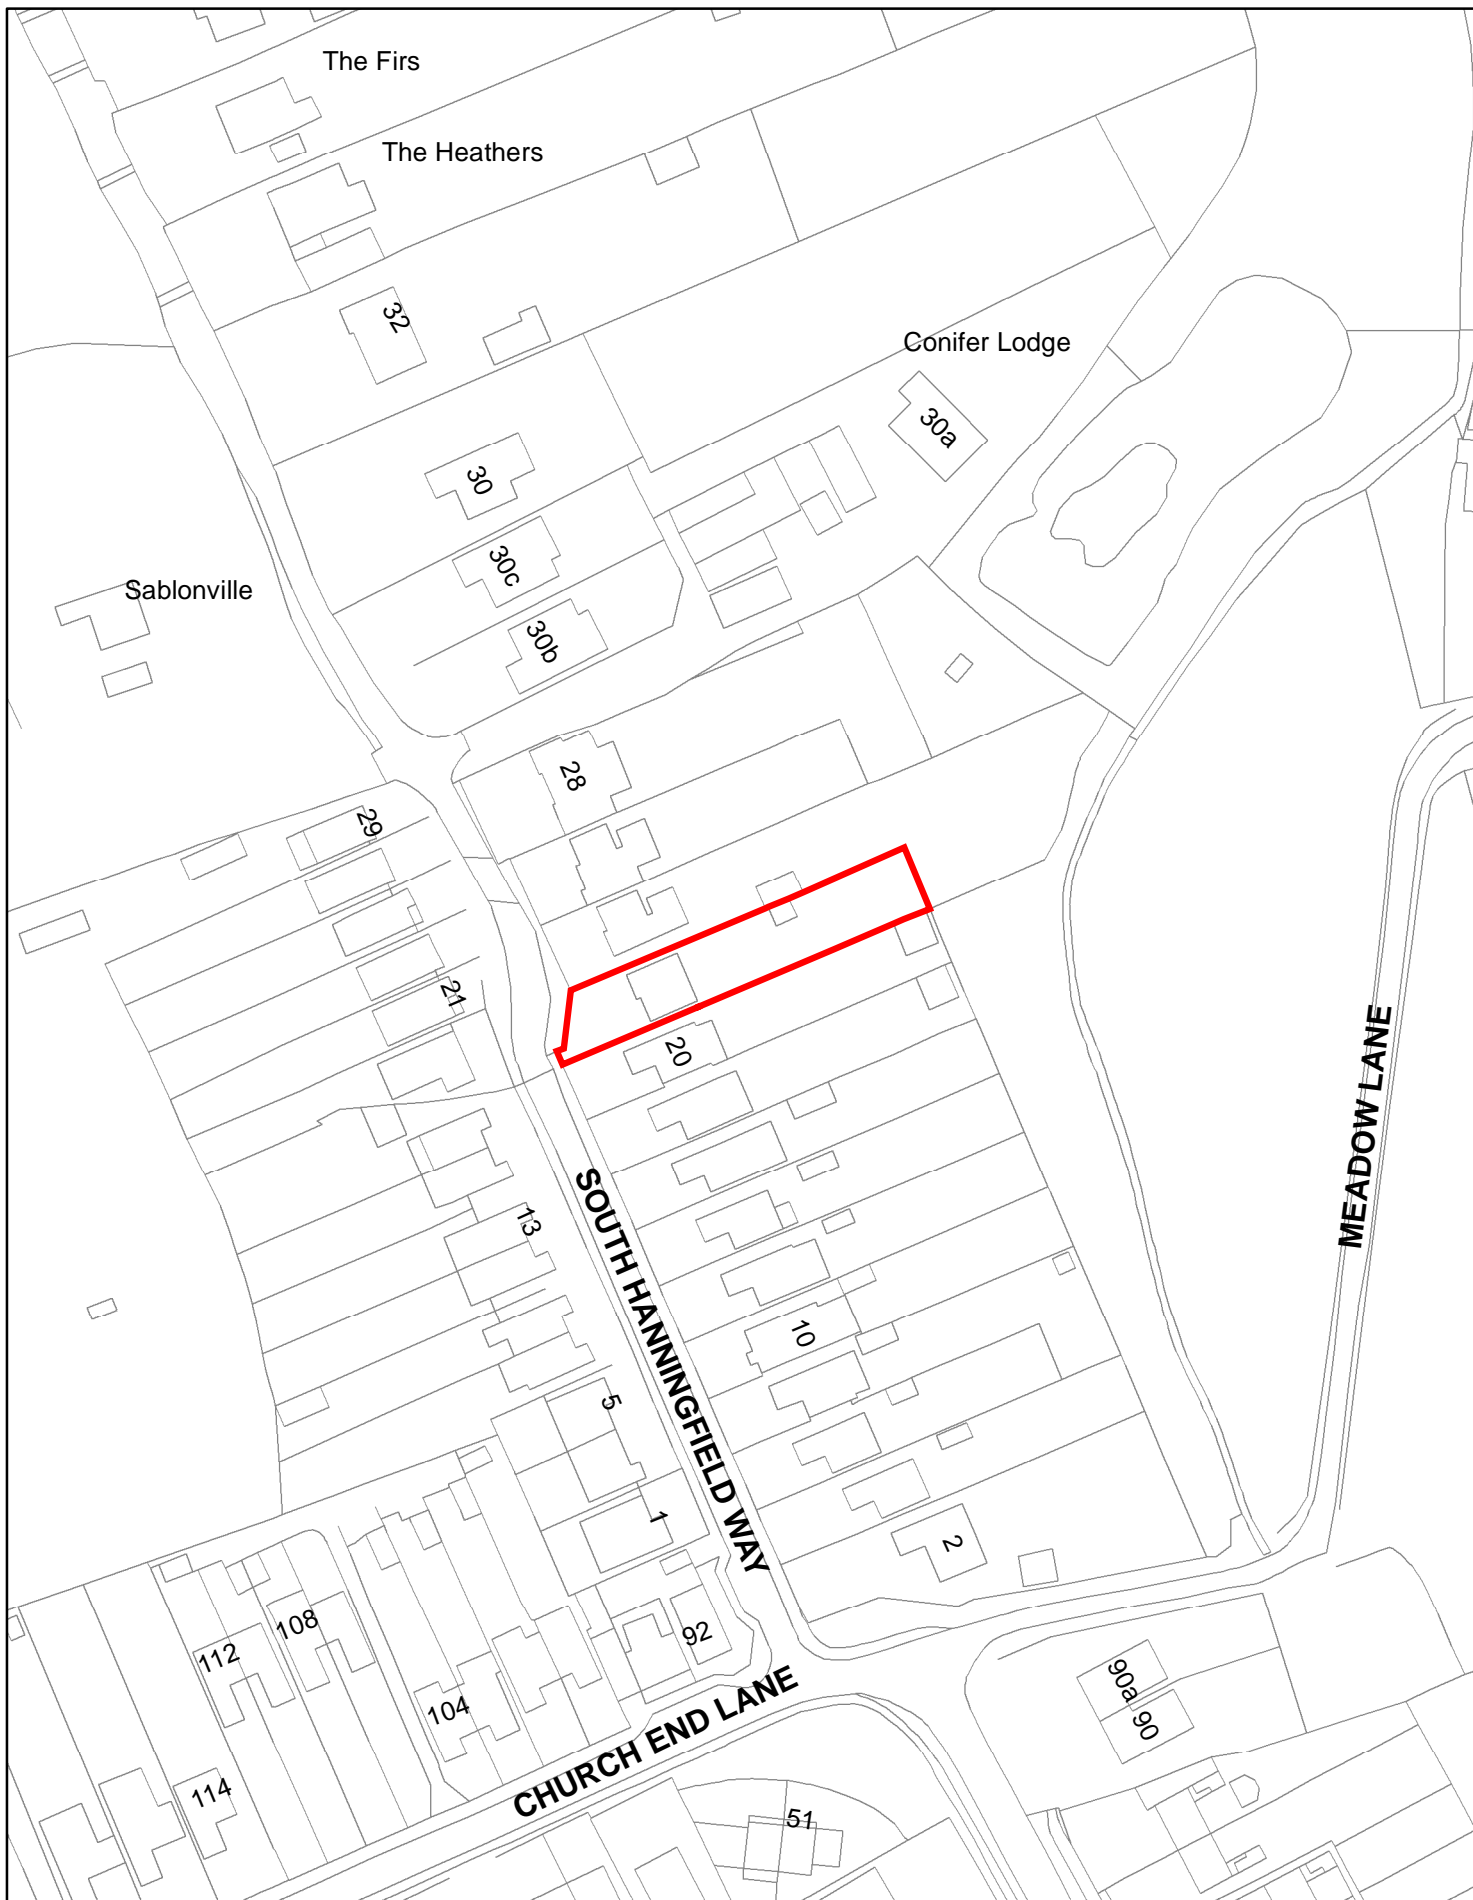 The Firs
The Heathers
32
Conifer Lodge
30a
30
30c
Sablonville
30b
28
29
21
20
MEADOW LANE
13
SOUTH HANNINGFIELD WAY
10
5
1
2
92
108
112
90a
104
90
CHURCH END LANE
114
51